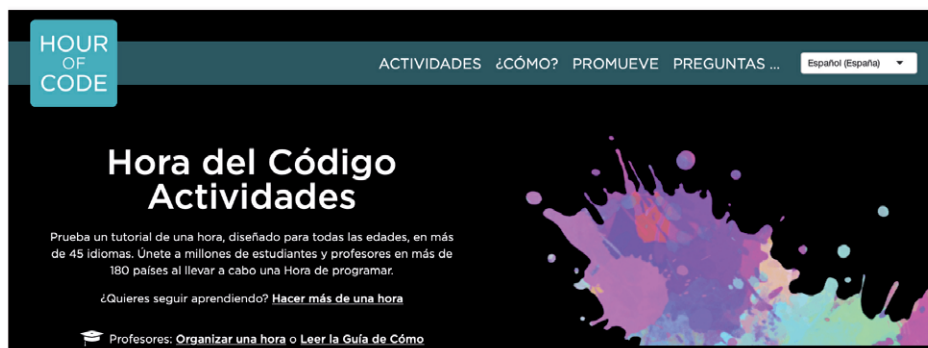 HOUR
OF
CODE
ACTIVIDADES ¿CÓMO? PROMUEVE PREGUNTAS ... Español (España)
Hora del Código
Actividades
Prueba un tutorial de una hora, diseñado para todas las edades, en más
de 45 idiomas. Únete a millones de estudiantes y profesores en más de
180 países al llevar a cabo una Hora de programar.
¿Quieres seguir aprendiendo? Hacer más de una hora
Profesores: Organizar una hora o Leer la Guía de Cómo